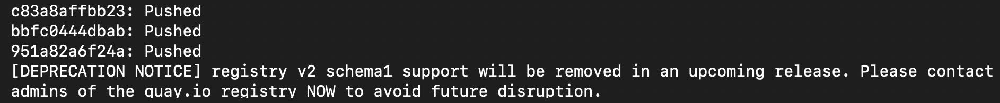 c83a8affbb23: Pushed
bbfc0444dbab: Pushed
951a82a6f24a: Pushed
[DEPRECATION NOTICE] registry v2 schema1 support will be removed in an upcoming release. Please contact
admins of the quay.io registry NOW to avoid future disruption.